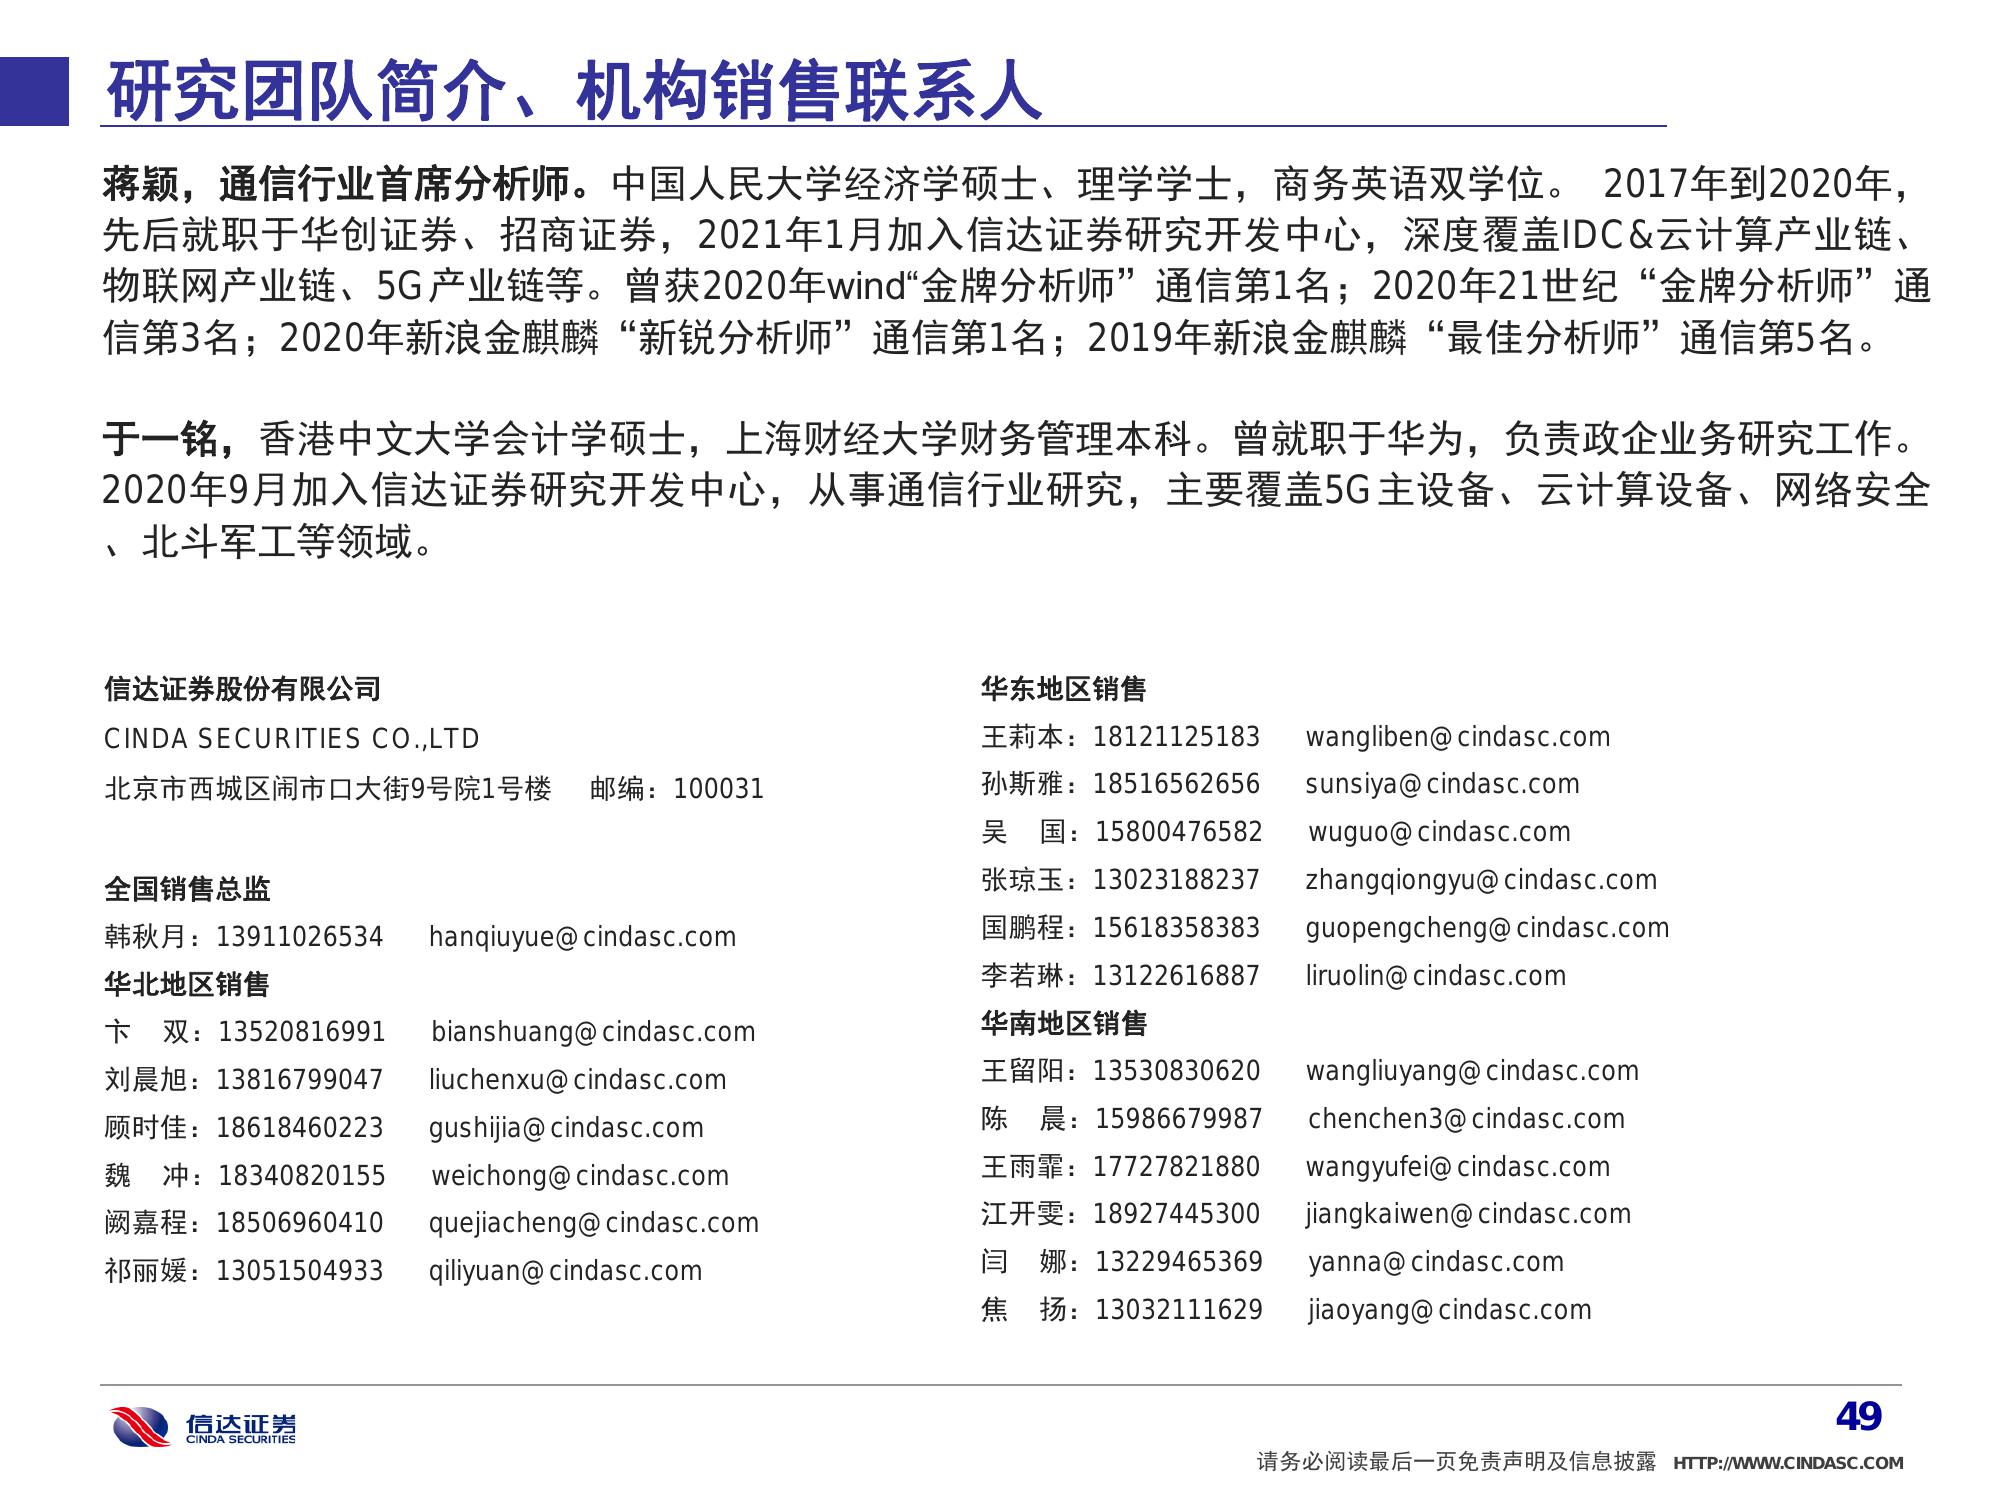 研究团队简介、机构销售联系人
蒋颖，通信行业首席分析师。中国人民大学经济学硕士、理学学士，商务英语双学位。 2017年到2020年，
先后就职于华创证券、招商证券，2021年1月加入信达证券研究开发中心，深度覆盖IDC&云计算产业链、
物联网产业链、5G产业链等。曾获2020年wind“金牌分析师”通信第1名；2020年21世纪“金牌分析师”通
信第3名；2020年新浪金麒麟“新锐分析师”通信第1名；2019年新浪金麒麟“最佳分析师”通信第5名。
于一铭，香港中文大学会计学硕士，上海财经大学财务管理本科。曾就职于华为，负责政企业务研究工作。
2020年9月加入信达证券研究开发中心，从事通信行业研究，主要覆盖5G主设备、云计算设备、网络安全
、北斗军工等领域。
信达证券股份有限公司
CINDA SECURITIES CO.,LTD
北京市西城区闹市口大街9号院1号楼 邮编：100031
全国销售总监
韩秋月：13911026534 hanqiuyue@cindasc.com
华北地区销售
卞 双：13520816991 bianshuang@cindasc.com
刘晨旭：13816799047 liuchenxu@cindasc.com
顾时佳：18618460223 gushijia@cindasc.com
魏 冲：18340820155 weichong@cindasc.com
阙嘉程：18506960410 quejiacheng@cindasc.com
祁丽媛：13051504933 qiliyuan@cindasc.com
华东地区销售
王莉本：18121125183 wangliben@cindasc.com
孙斯雅：18516562656 sunsiya@cindasc.com
吴 国：15800476582 wuguo@cindasc.com
张琼玉：13023188237 zhangqiongyu@cindasc.com
国鹏程：15618358383 guopengcheng@cindasc.com
李若琳：13122616887 liruolin@cindasc.com
华南地区销售
王留阳：13530830620 wangliuyang@cindasc.com
陈 晨：15986679987 chenchen3@cindasc.com
王雨霏：17727821880 wangyufei@cindasc.com
江开雯：18927445300 jiangkaiwen@cindasc.com
闫 娜：13229465369 yanna@cindasc.com
焦 扬：13032111629 jiaoyang@cindasc.com
信达证券
CINDA SECURITIES
49
请务必阅读最后一页免责声明及信息披露 HTTP://WWW.CINDASC.COM